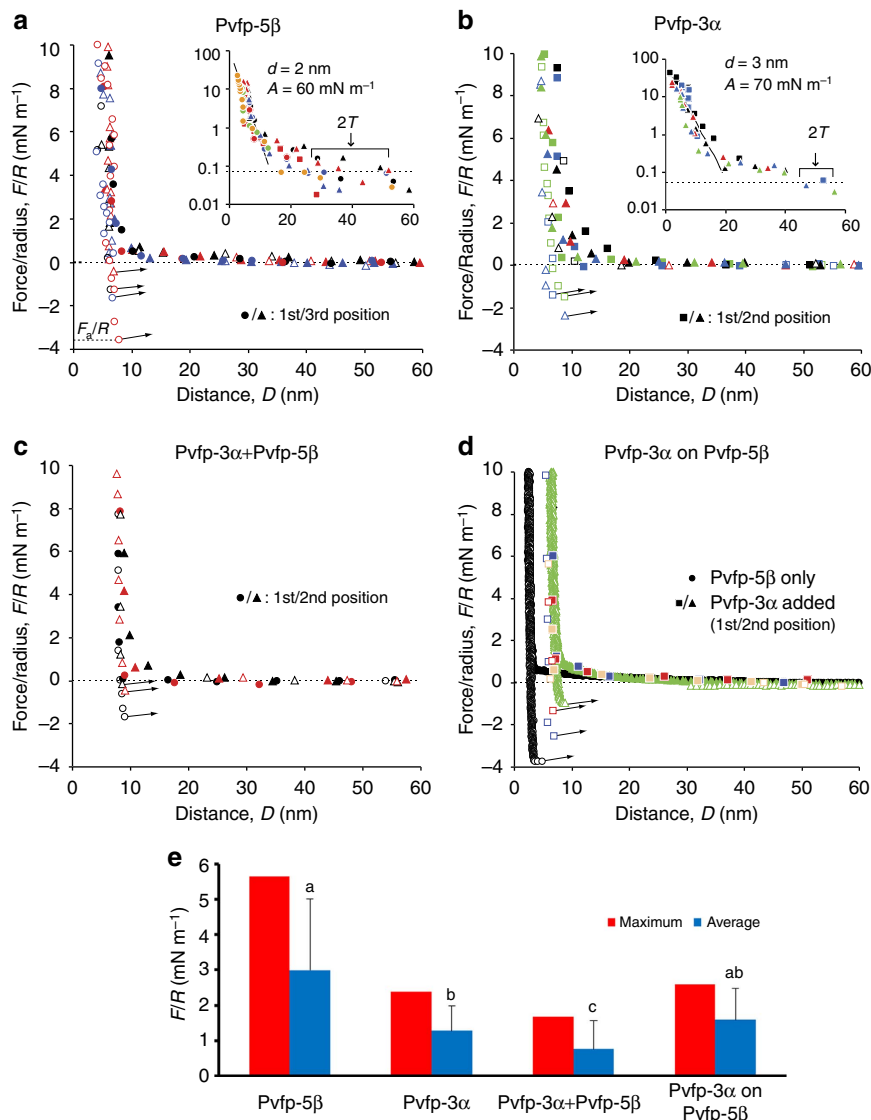 a
Pvfp-5β
Force/radius, F/R (mN m⁻¹)
10
8
6
4
2
0
−2
−4
0
10
20
30
40
50
60
Distance, D (nm)
100
10
1
0.1
0.01
0
20
40
60
d = 2 nm
A = 60 mN m⁻¹
2T
Fa/R
●/▲ : 1st/3rd position
b
Pvfp-3α
Force/Radius, F/R (mN m⁻¹)
10
8
6
4
2
0
−2
−4
0
10
20
30
40
50
60
Distance, D (nm)
100
10
1
0.1
0.01
0
10
20
30
40
50
60
d = 3 nm
A = 70 mN m⁻¹
2T
■/▲ : 1st/2nd position
c
Pvfp-3α+Pvfp-5β
Force/radius, F/R (mN m⁻¹)
10
8
6
4
2
0
−2
−4
0
10
20
30
40
50
60
Distance, D (nm)
●/▲ : 1st/2nd position
d
Pvfp-3α on Pvfp-5β
Force/radius, F/R (mN m⁻¹)
10
8
6
4
2
0
−2
−4
0
10
20
30
40
50
60
Distance, D (nm)
● Pvfp-5β only
■/▲ Pvfp-3α added
(1st/2nd position)
e
F/R (mN m⁻¹)
6
5
4
3
2
1
0
a
b
c
ab
Maximum
Average
Pvfp-5β
Pvfp-3α
Pvfp-3α+Pvfp-5β
Pvfp-3α on
Pvfp-5β